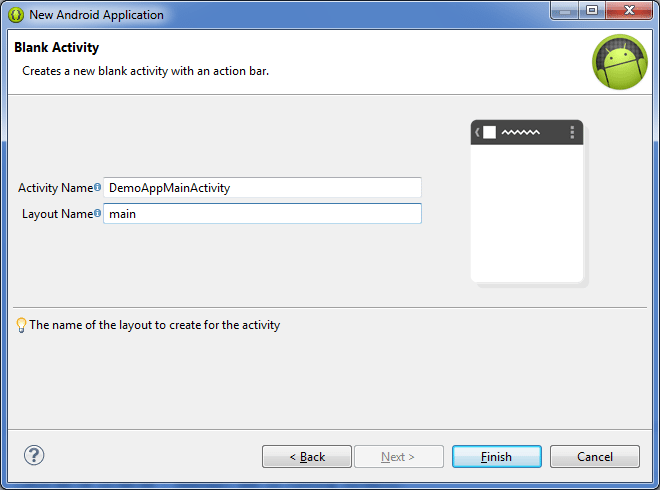 New Android Application
Blank Activity
Creates a new blank activity with an action bar.
Activity Name DemoAppMainActivity
Layout Name main
The name of the layout to create for the activity
?
< Back Next > Finish Cancel